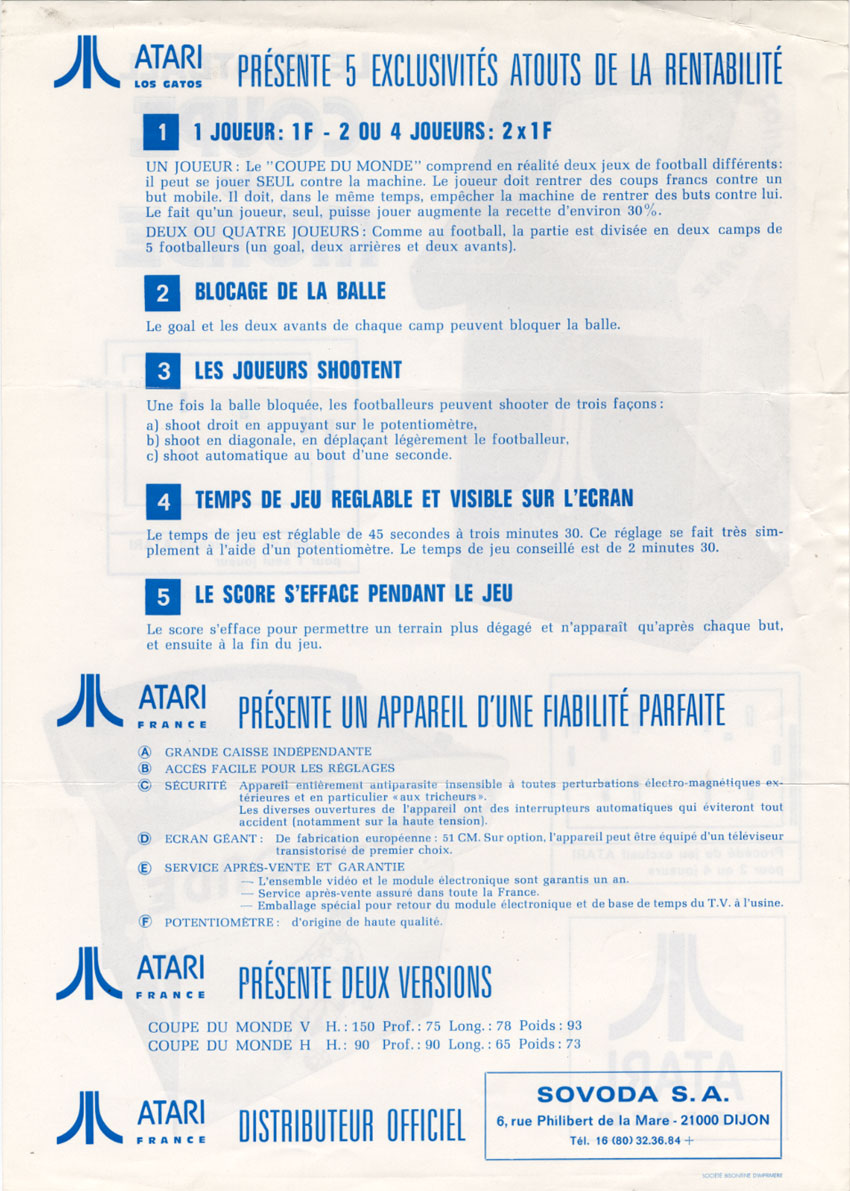 ATARI
LOS GATOS
PRÉSENTE 5 EXCLUSIVITÉS ATOUTS DE LA RENTABILITÉ
1 1 JOUEUR : 1F - 2 OU 4 JOUEURS : 2x1F
UN JOUEUR : Le "COUPE DU MONDE" comprend en réalité deux jeux de football différents :
il peut se jouer SEUL contre la machine. Le joueur doit rentrer des coups francs contre un
but mobile. Il doit, dans le même temps, empêcher la machine de rentrer des buts contre lui.
Le fait qu'un joueur, seul, puisse jouer augmente la recette d'environ 30%.
DEUX OU QUATRE JOUEURS : Comme au football, la partie est divisée en deux camps de
5 footballeurs (un goal, deux arrières et deux avants).
2 BLOCAGE DE LA BALLE
Le goal et les deux avants de chaque camp peuvent bloquer la balle.
3 LES JOUEURS SHOOTENT
Une fois la balle bloquée, les footballeurs peuvent shooter de trois façons :
a) shoot droit en appuyant sur le potentiomètre,
b) shoot en diagonale, en déplaçant légèrement le footballeur,
c) shoot automatique au bout d'une seconde.
4 TEMPS DE JEU REGLABLE ET VISIBLE SUR L'ECRAN
Le temps de jeu est réglable de 45 secondes à trois minutes 30. Ce réglage se fait très sim-
plement à l'aide d'un potentiomètre. Le temps de jeu conseillé est de 2 minutes 30.
5 LE SCORE S'EFFACE PENDANT LE JEU
Le score s'efface pour permettre un terrain plus dégagé et n'apparaît qu'après chaque but,
et ensuite à la fin du jeu.
ATARI
FRANCE
PRÉSENTE UN APPAREIL D'UNE FIABILITÉ PARFAITE
A GRANDE CAISSE INDÉPENDANTE
B ACCÈS FACILE POUR LES RÉGLAGES
C SÉCURITÉ Appareil entièrement antiparasite insensible à toutes perturbations électro-magnétiques ex-
térieures et en particulier «aux tricheurs».
Les diverses ouvertures de l'appareil ont des interrupteurs automatiques qui éviteront tout
accident (notamment sur la haute tension).
D ECRAN GÉANT : De fabrication européenne : 51 CM. Sur option, l'appareil peut être équipé d'un téléviseur
transistorisé de premier choix.
E SERVICE APRÈS-VENTE ET GARANTIE
— L'ensemble vidéo et le module électronique sont garantis un an.
— Service après-vente assuré dans toute la France.
— Emballage spécial pour retour du module électronique et de base de temps du T.V. à l'usine.
F POTENTIOMÈTRE : d'origine de haute qualité.
ATARI
FRANCE
PRÉSENTE DEUX VERSIONS
COUPE DU MONDE V H. : 150 Prof. : 75 Long. : 78 Poids : 93
COUPE DU MONDE H H. : 90 Prof. : 90 Long. : 65 Poids : 73
ATARI
FRANCE
DISTRIBUTEUR OFFICIEL
SOVODA S.A.
6, rue Philibert de la Mare - 21000 DIJON
Tél. 16 (80) 32.36.84 +